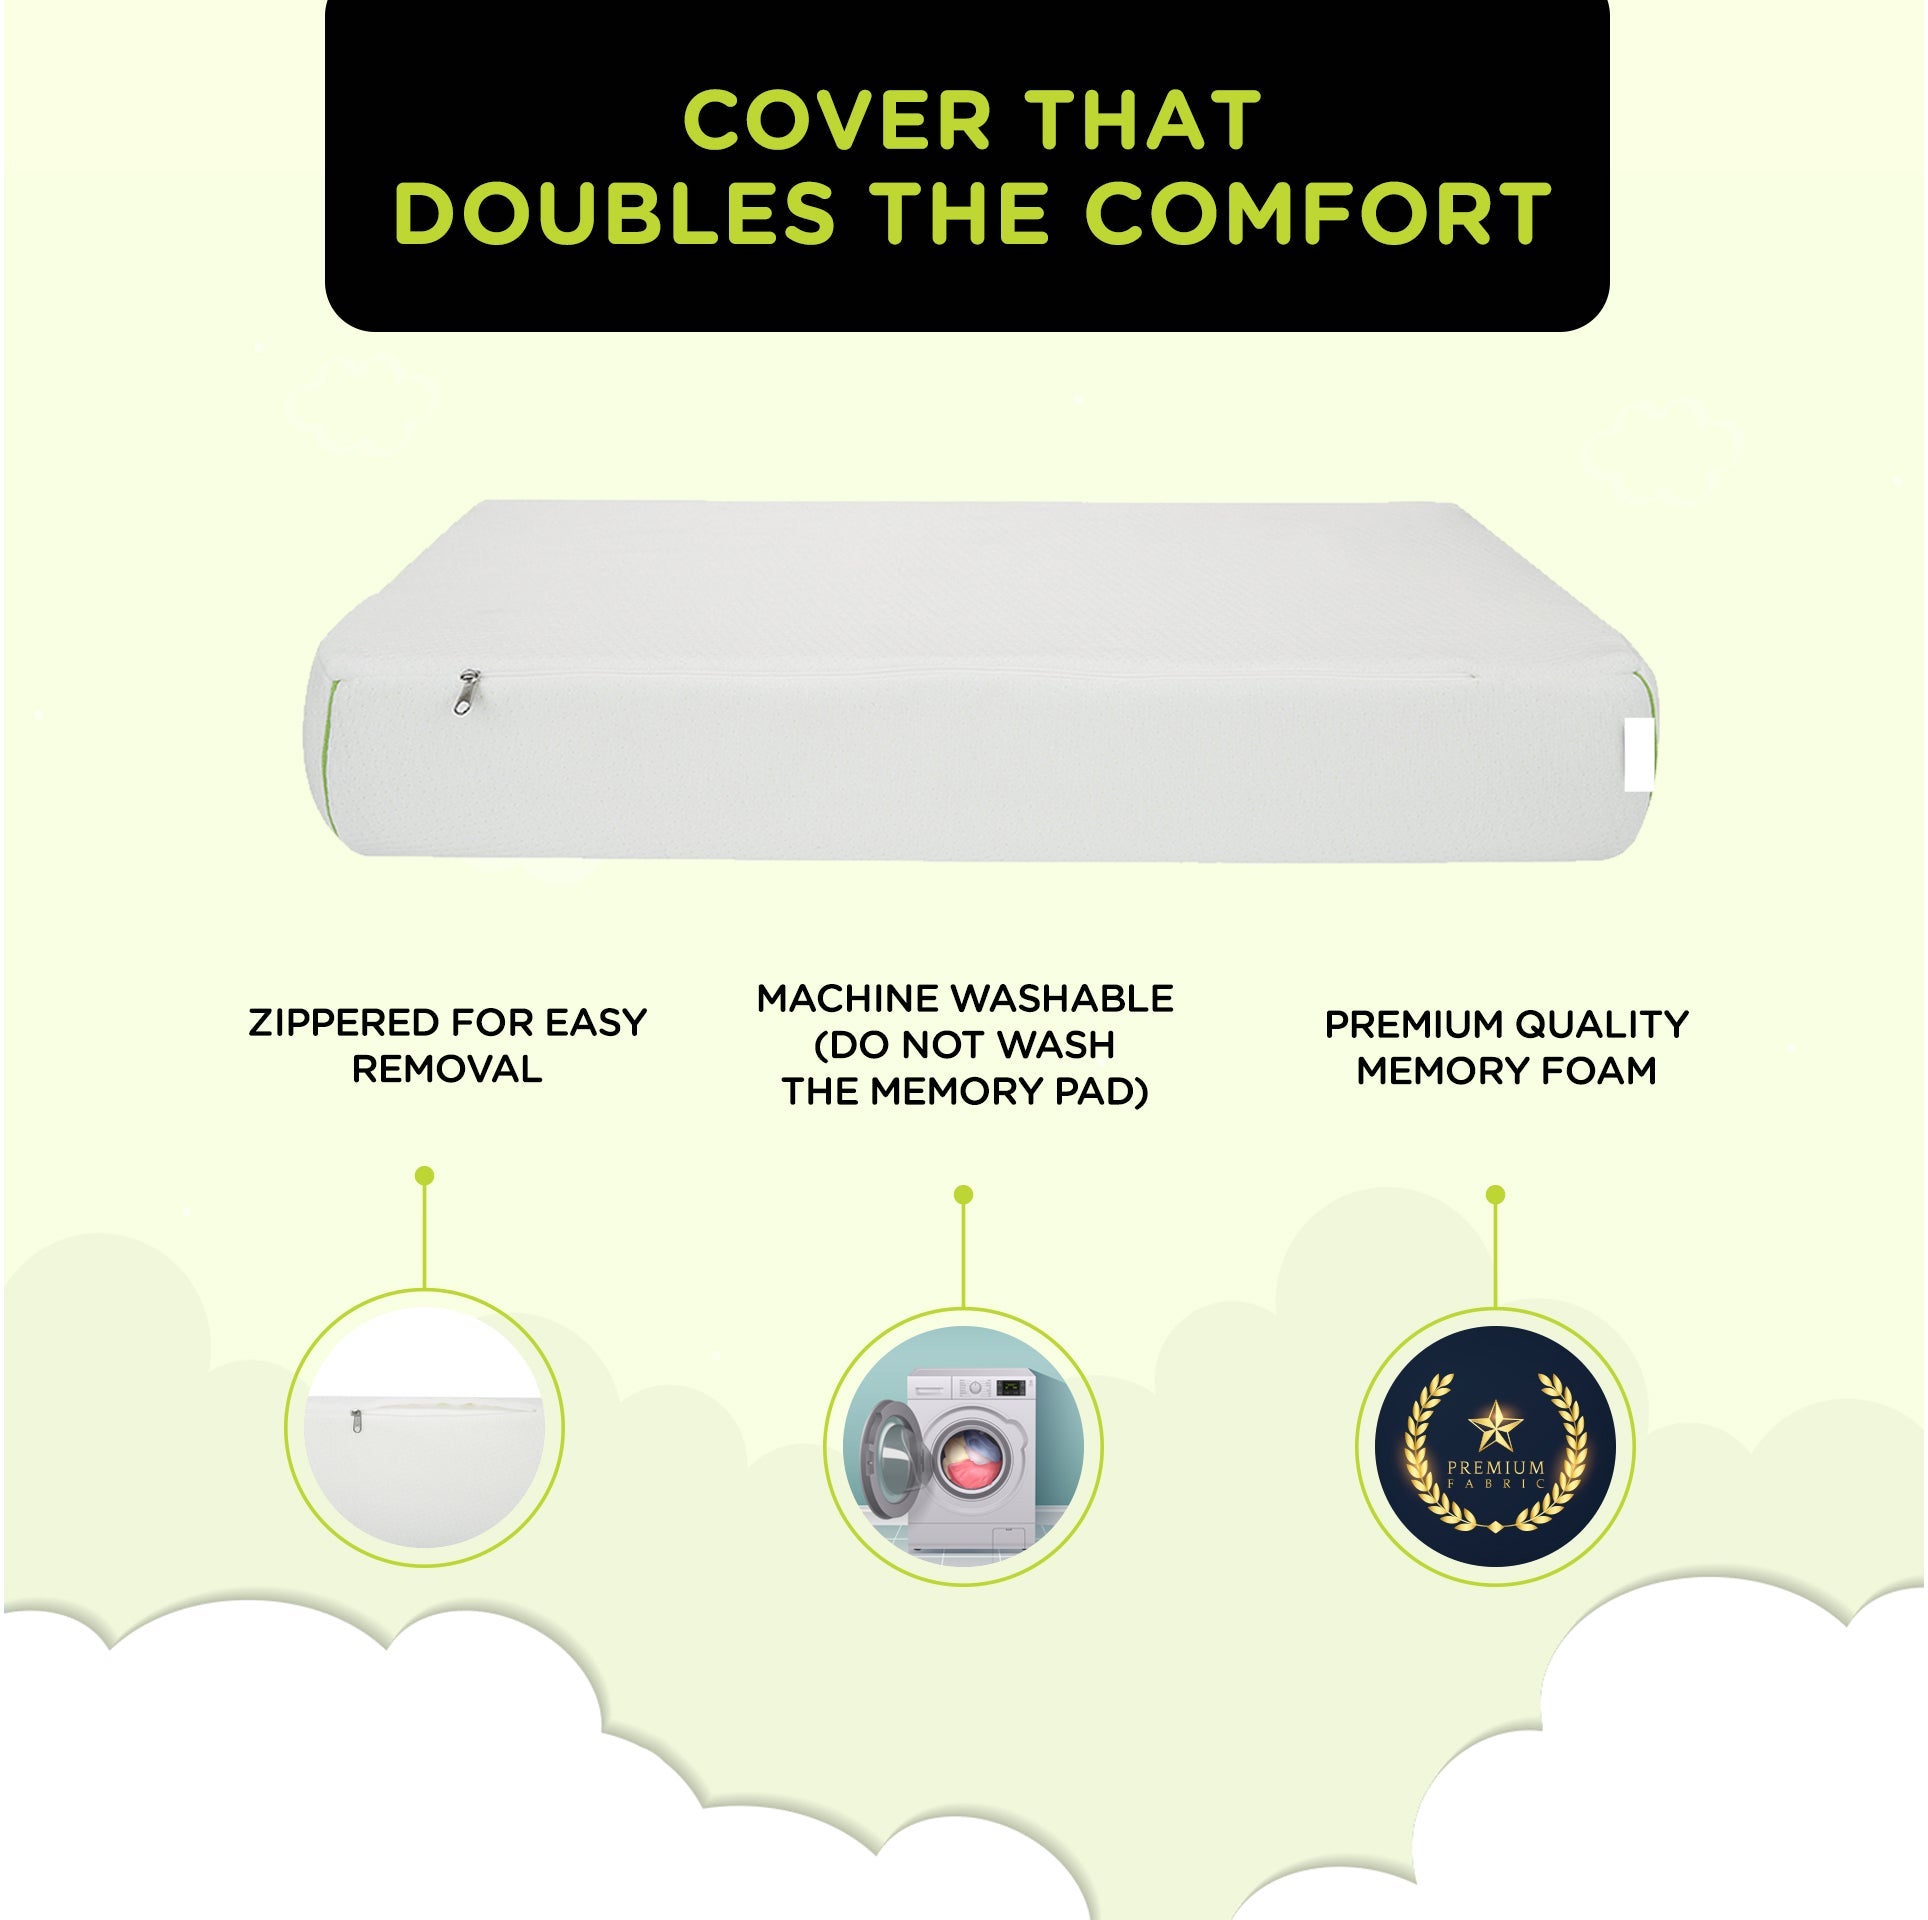 COVER THAT
DOUBLES THE COMFORT
ZIPPERED FOR EASY
REMOVAL
MACHINE WASHABLE
(DO NOT WASH
THE MEMORY PAD)
PREMIUM QUALITY
MEMORY FOAM
PREMIUM
FABRIC